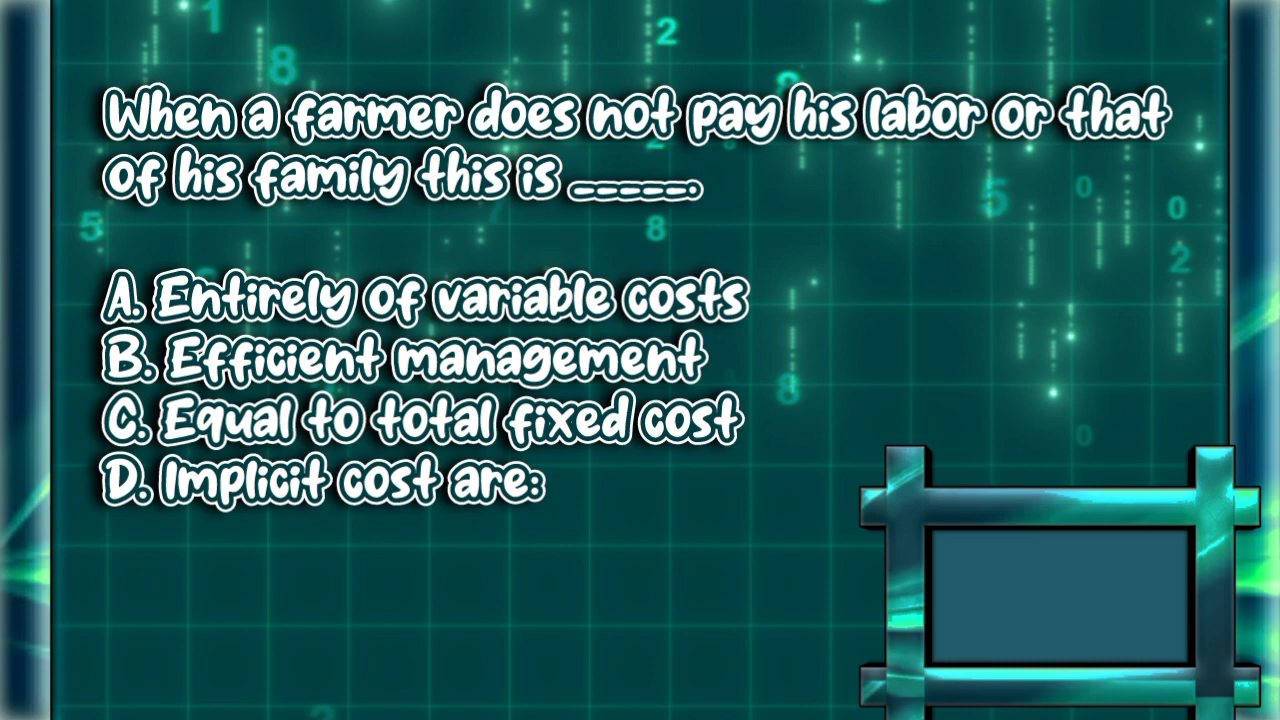 When a farmer does not pay his labor or that
of his family this is _____.
A. Entirely of variable costs
B. Efficient management
C. Equal to total fixed cost
D. Implicit cost are: